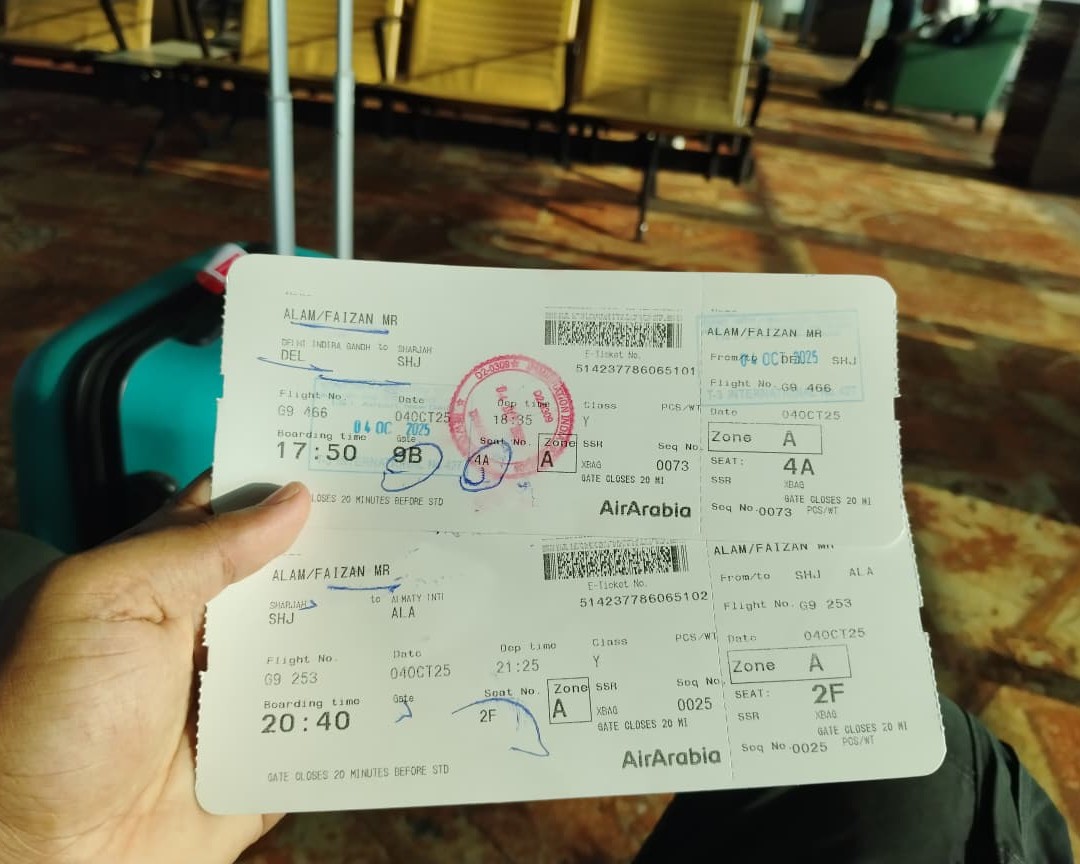 ALAM/FAIZAN MR
DELHI INDIRA GANDH to SHARJAH
DEL SHJ
E-Ticket No.
514237786065101
Flight No. Date Dep time Class PCS/WT
G9 466 04OCT25 18:35 Y
04 OC 2025
Boarding time Gate Seat No. Zone SSR Seq No.
17:50 9B 4A A XBAG 0073
GATE CLOSES 20 MI
LOSES 20 MINUTES BEFORE STD
AirArabia
ALAM/FAIZAN MR
From/to DEL SHJ
04 OCT 2025
Flight No. G9 466
Date 04OCT25
Zone A
SEAT: 4A
SSR XBAG
GATE CLOSES 20 MI
Seq No. 0073 PCS/WT
D2-0309
ALAM/FAIZAN MR
SHARJAH to ALMATY INTL
SHJ ALA
E-Ticket No.
514237786065102
Flight No. Date Dep time Class PCS/WT
G9 253 04OCT25 21:25 Y
Boarding time Gate Seat No. Zone SSR Seq No.
20:40 2F A XBAG 0025
GATE CLOSES 20 MI
GATE CLOSES 20 MINUTES BEFORE STD
AirArabia
ALAM/FAIZAN MR
From/to SHJ ALA
Flight No. G9 253
Date 04OCT25
Zone A
SEAT: 2F
SSR XBAG
GATE CLOSES 20 MI
Seq No. 0025 PCS/WT